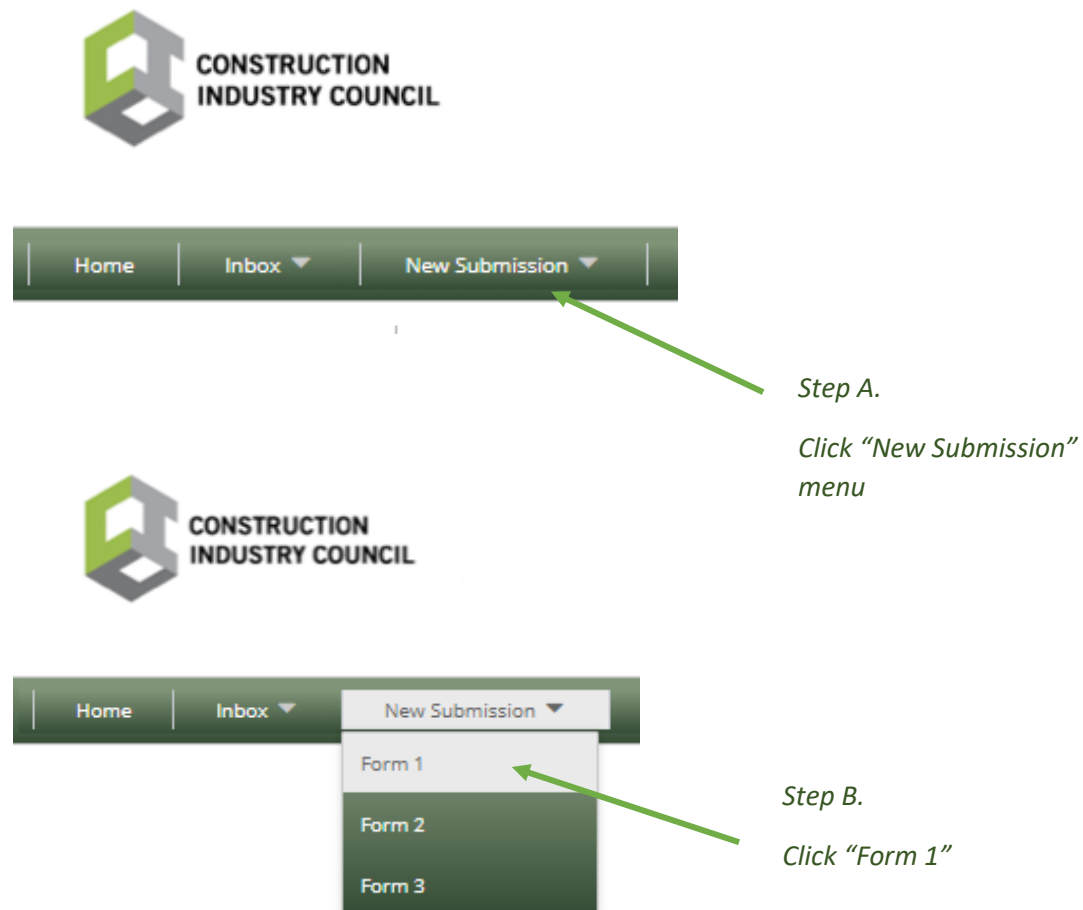 CONSTRUCTION
INDUSTRY COUNCIL
Home Inbox New Submission
Step A.
Click “New Submission”
menu
CONSTRUCTION
INDUSTRY COUNCIL
Home Inbox New Submission
Form 1
Form 2
Form 3
Step B.
Click “Form 1”